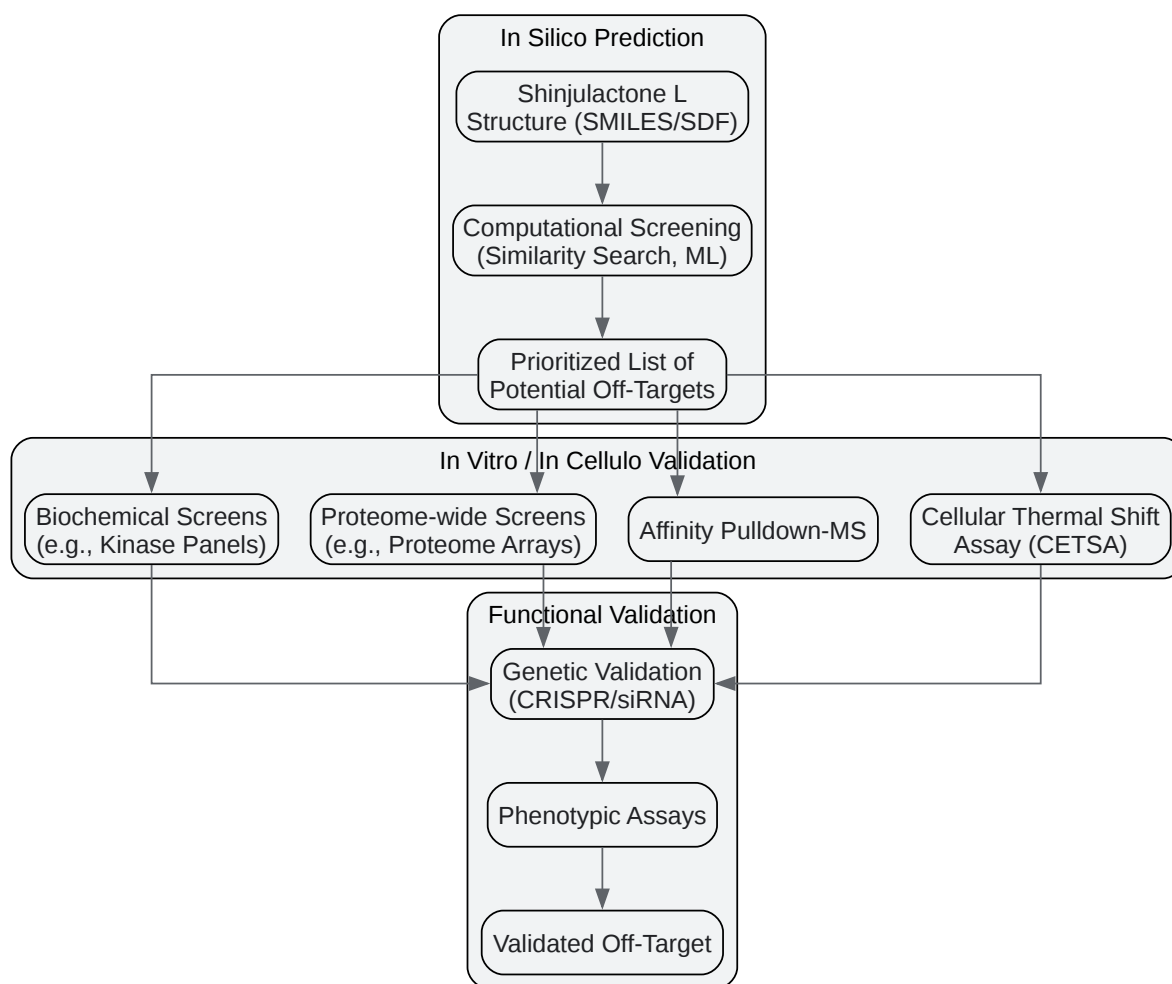 In Silico Prediction
Shinjulactone L
Structure (SMILES/SDF)
Computational Screening
(Similarity Search, ML)
Prioritized List of
Potential Off-Targets
In Vitro / In Cellulo Validation
Biochemical Screens
(e.g., Kinase Panels)
Proteome-wide Screens
(e.g., Proteome Arrays)
Affinity Pulldown-MS
Cellular Thermal Shift
Assay (CETSA)
Functional Validation
Genetic Validation
(CRISPR/siRNA)
Phenotypic Assays
Validated Off-Target